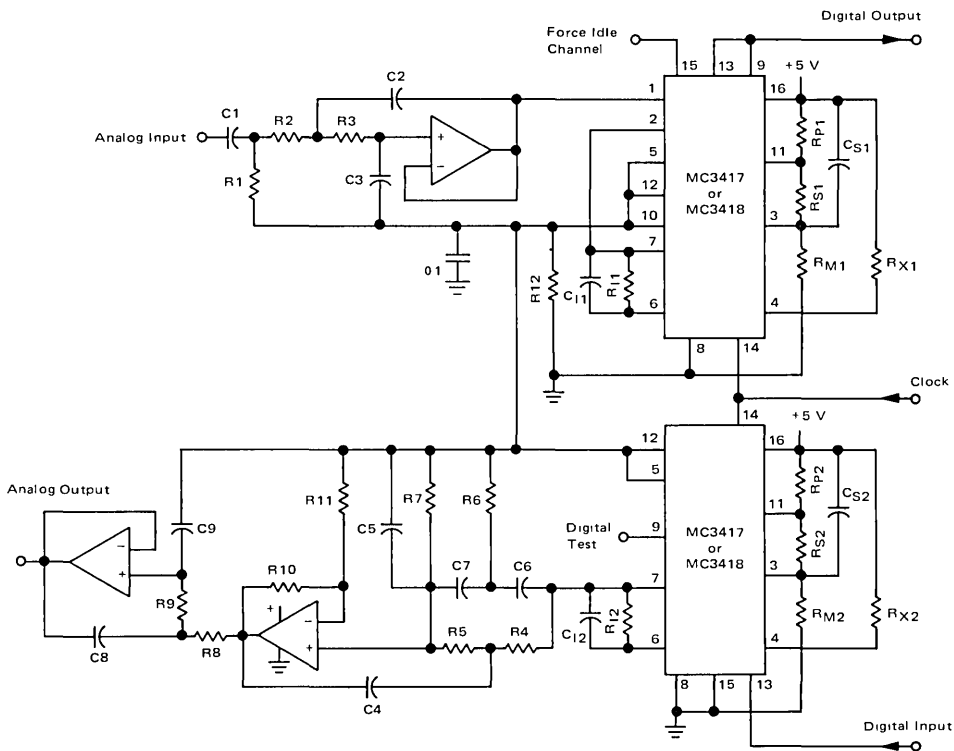 Digital Output
Force Idle
Channel
15
13
9
+5 V
C2
1
16
C1
R2
R3
2
RP1
CS1
Analog Input
5
11
R1
C3
12
MC3417
or
MC3418
RS1
10
3
7
01
R12
CI1
RI1
RM1
RX1
6
4
8
14
Clock
14
+5 V
12
16
5
RP2
CS2
Analog Output
R11
C5
R7
R6
11
C9
Digital
Test
9
MC3417
or
MC3418
RS2
R10
C7
C6
7
3
R9
+
CI2
RI2
RM2
RX2
R5
R4
6
4
C8
R8
8
15
13
C4
Digital Input